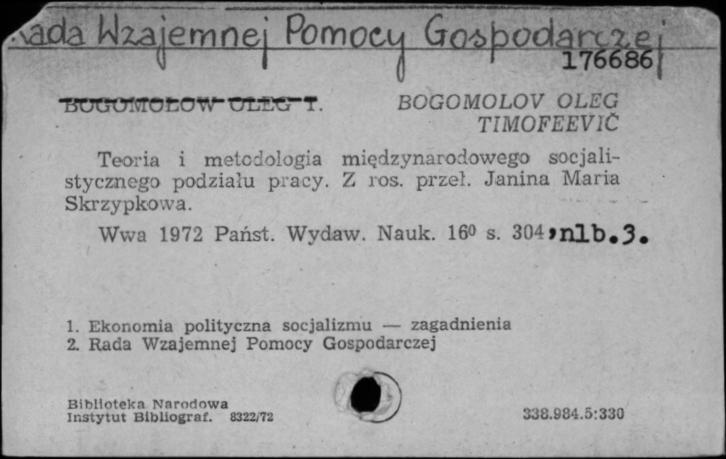 Rada Wzajemnej Pomocy Gospodarczej
176686
BOGOMOŁOW OLEG T.
BOGOMOLOV OLEG
TIMOFEEVIČ
Teoria i metodologia międzynarodowego socjali-
stycznego podziału pracy. Z ros. przeł. Janina Maria
Skrzypkowa.
Wwa 1972 Państ. Wydaw. Nauk. 16⁰ s. 304, nlb.3.
1. Ekonomia polityczna socjalizmu — zagadnienia
2. Rada Wzajemnej Pomocy Gospodarczej
Biblioteka Narodowa
Instytut Bibliograf. 8322/72
338.984.5:330